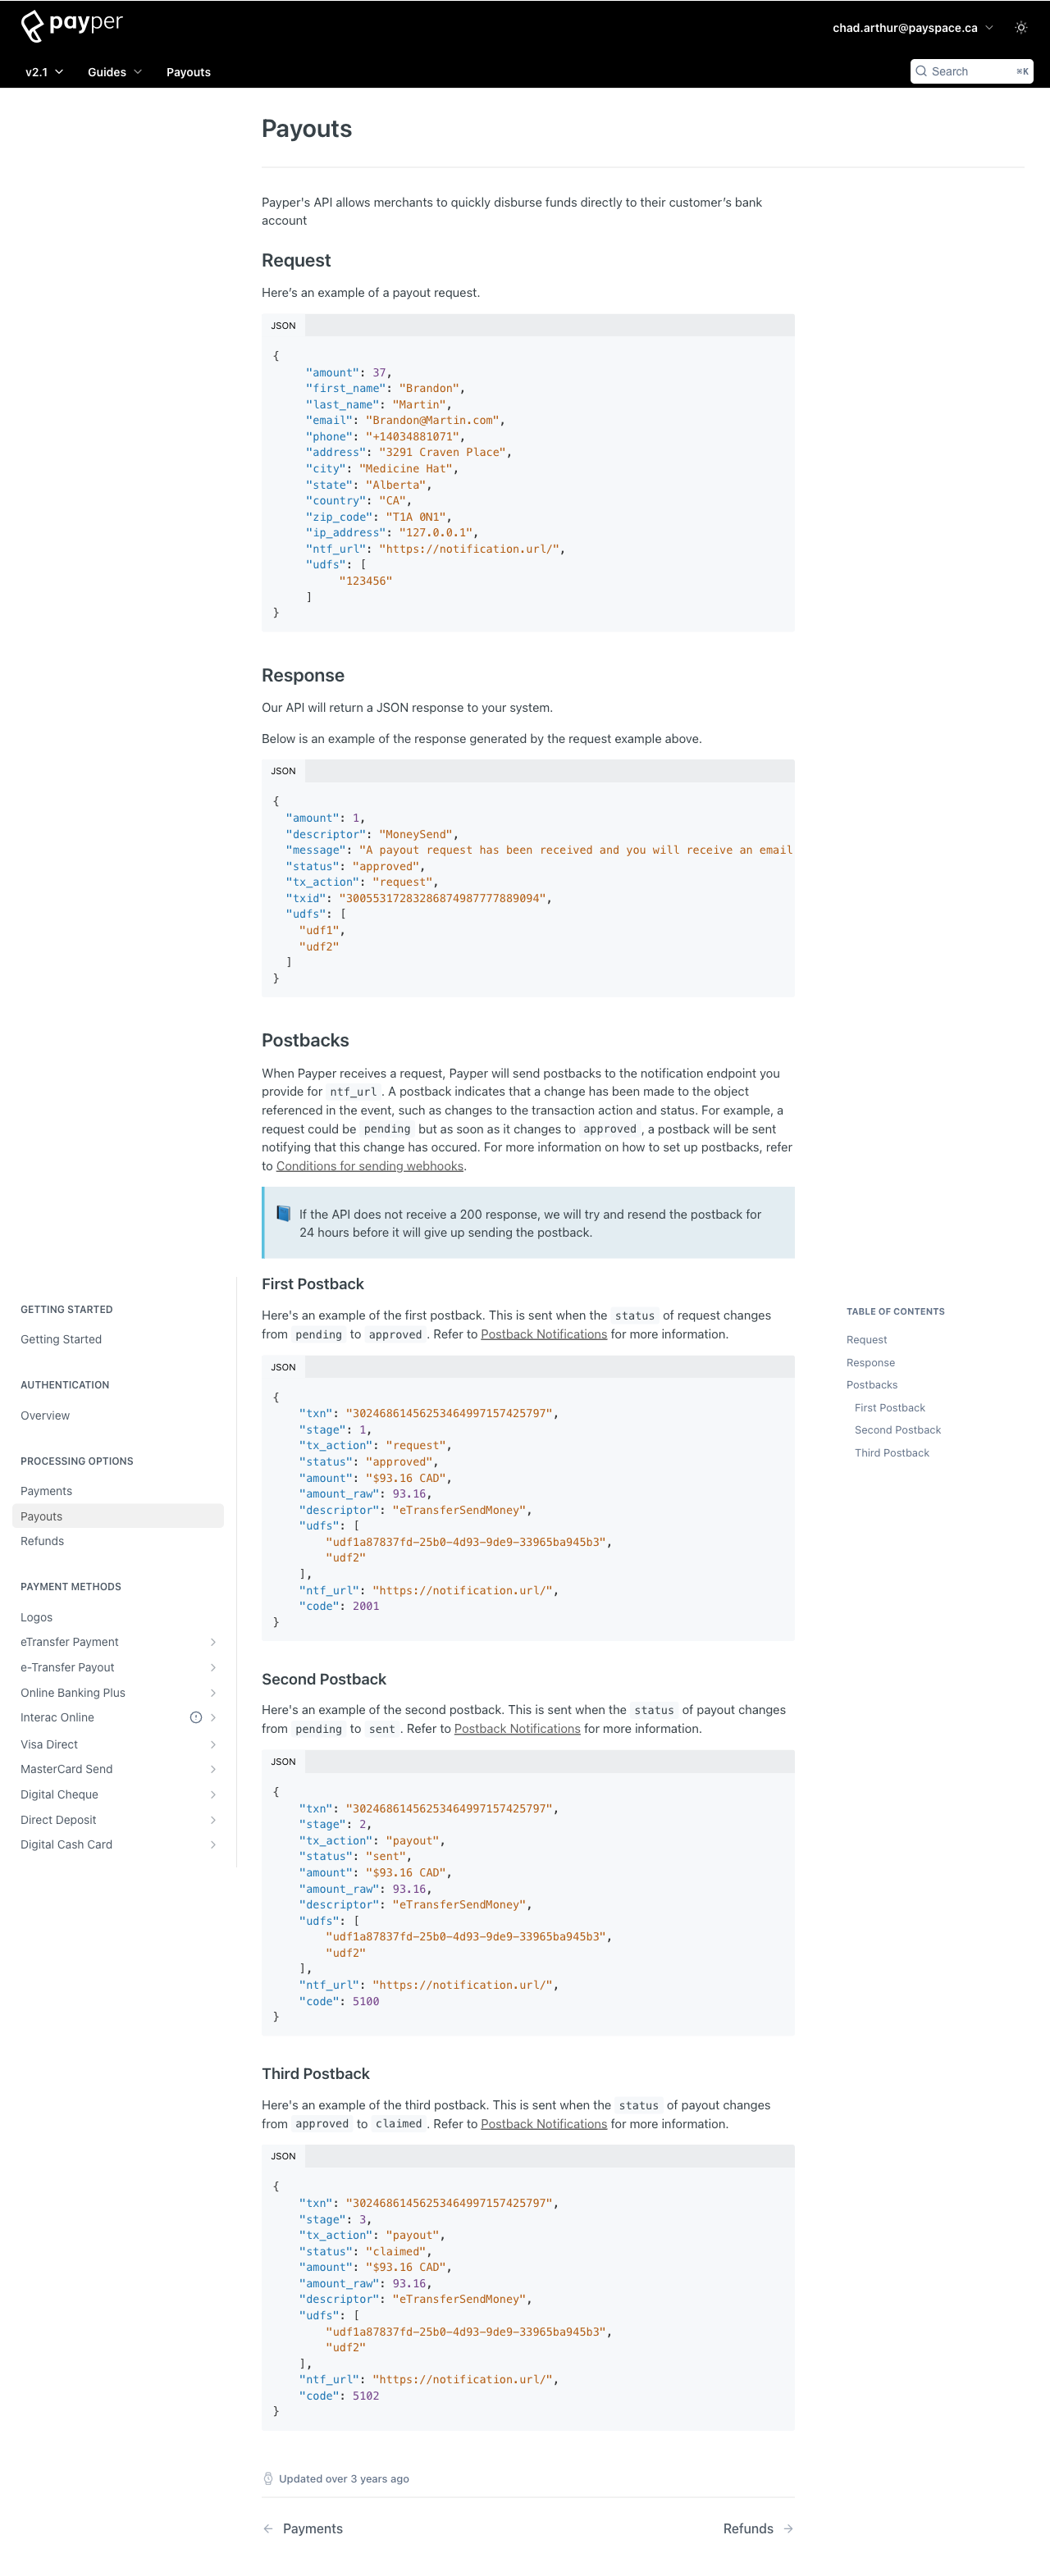 payper
chad.arthur@payspace.ca
v2.1 Guides Payouts
Search ⌘K
Payouts
Payper's API allows merchants to quickly disburse funds directly to their customer’s bank
account
Request
Here’s an example of a payout request.
JSON
{
"amount": 37,
"first_name": "Brandon",
"last_name": "Martin",
"email": "Brandon@Martin.com",
"phone": "+14034881071",
"address": "3291 Craven Place",
"city": "Medicine Hat",
"state": "Alberta",
"country": "CA",
"zip_code": "T1A 0N1",
"ip_address": "127.0.0.1",
"ntf_url": "https://notification.url/",
"udfs": [
"123456"
]
}
Response
Our API will return a JSON response to your system.
Below is an example of the response generated by the request example above.
JSON
{
"amount": 1,
"descriptor": "MoneySend",
"message": "A payout request has been received and you will receive an email
"status": "approved",
"tx_action": "request",
"txid": "30055317283286874987777889094",
"udfs": [
"udf1",
"udf2"
]
}
Postbacks
When Payper receives a request, Payper will send postbacks to the notification endpoint you
provide for ntf_url. A postback indicates that a change has been made to the object
referenced in the event, such as changes to the transaction action and status. For example, a
request could be pending but as soon as it changes to approved, a postback will be sent
notifying that this change has occured. For more information on how to set up postbacks, refer
to Conditions for sending webhooks.
If the API does not receive a 200 response, we will try and resend the postback for
24 hours before it will give up sending the postback.
First Postback
Here's an example of the first postback. This is sent when the status of request changes
from pending to approved. Refer to Postback Notifications for more information.
JSON
{
"txn": "30246861456253464997157425797",
"stage": 1,
"tx_action": "request",
"status": "approved",
"amount": "$93.16 CAD",
"amount_raw": 93.16,
"descriptor": "eTransferSendMoney",
"udfs": [
"udf1a87837fd-25b0-4d93-9de9-33965ba945b3",
"udf2"
],
"ntf_url": "https://notification.url/",
"code": 2001
}
Second Postback
Here's an example of the second postback. This is sent when the status of payout changes
from pending to sent. Refer to Postback Notifications for more information.
JSON
{
"txn": "30246861456253464997157425797",
"stage": 2,
"tx_action": "payout",
"status": "sent",
"amount": "$93.16 CAD",
"amount_raw": 93.16,
"descriptor": "eTransferSendMoney",
"udfs": [
"udf1a87837fd-25b0-4d93-9de9-33965ba945b3",
"udf2"
],
"ntf_url": "https://notification.url/",
"code": 5100
}
Third Postback
Here's an example of the third postback. This is sent when the status of payout changes
from approved to claimed. Refer to Postback Notifications for more information.
JSON
{
"txn": "30246861456253464997157425797",
"stage": 3,
"tx_action": "payout",
"status": "claimed",
"amount": "$93.16 CAD",
"amount_raw": 93.16,
"descriptor": "eTransferSendMoney",
"udfs": [
"udf1a87837fd-25b0-4d93-9de9-33965ba945b3",
"udf2"
],
"ntf_url": "https://notification.url/",
"code": 5102
}
Updated over 3 years ago
← Payments
Refunds →
GETTING STARTED
Getting Started
AUTHENTICATION
Overview
PROCESSING OPTIONS
Payments
Payouts
Refunds
PAYMENT METHODS
Logos
eTransfer Payment
e-Transfer Payout
Online Banking Plus
Interac Online
Visa Direct
MasterCard Send
Digital Cheque
Direct Deposit
Digital Cash Card
TABLE OF CONTENTS
Request
Response
Postbacks
First Postback
Second Postback
Third Postback